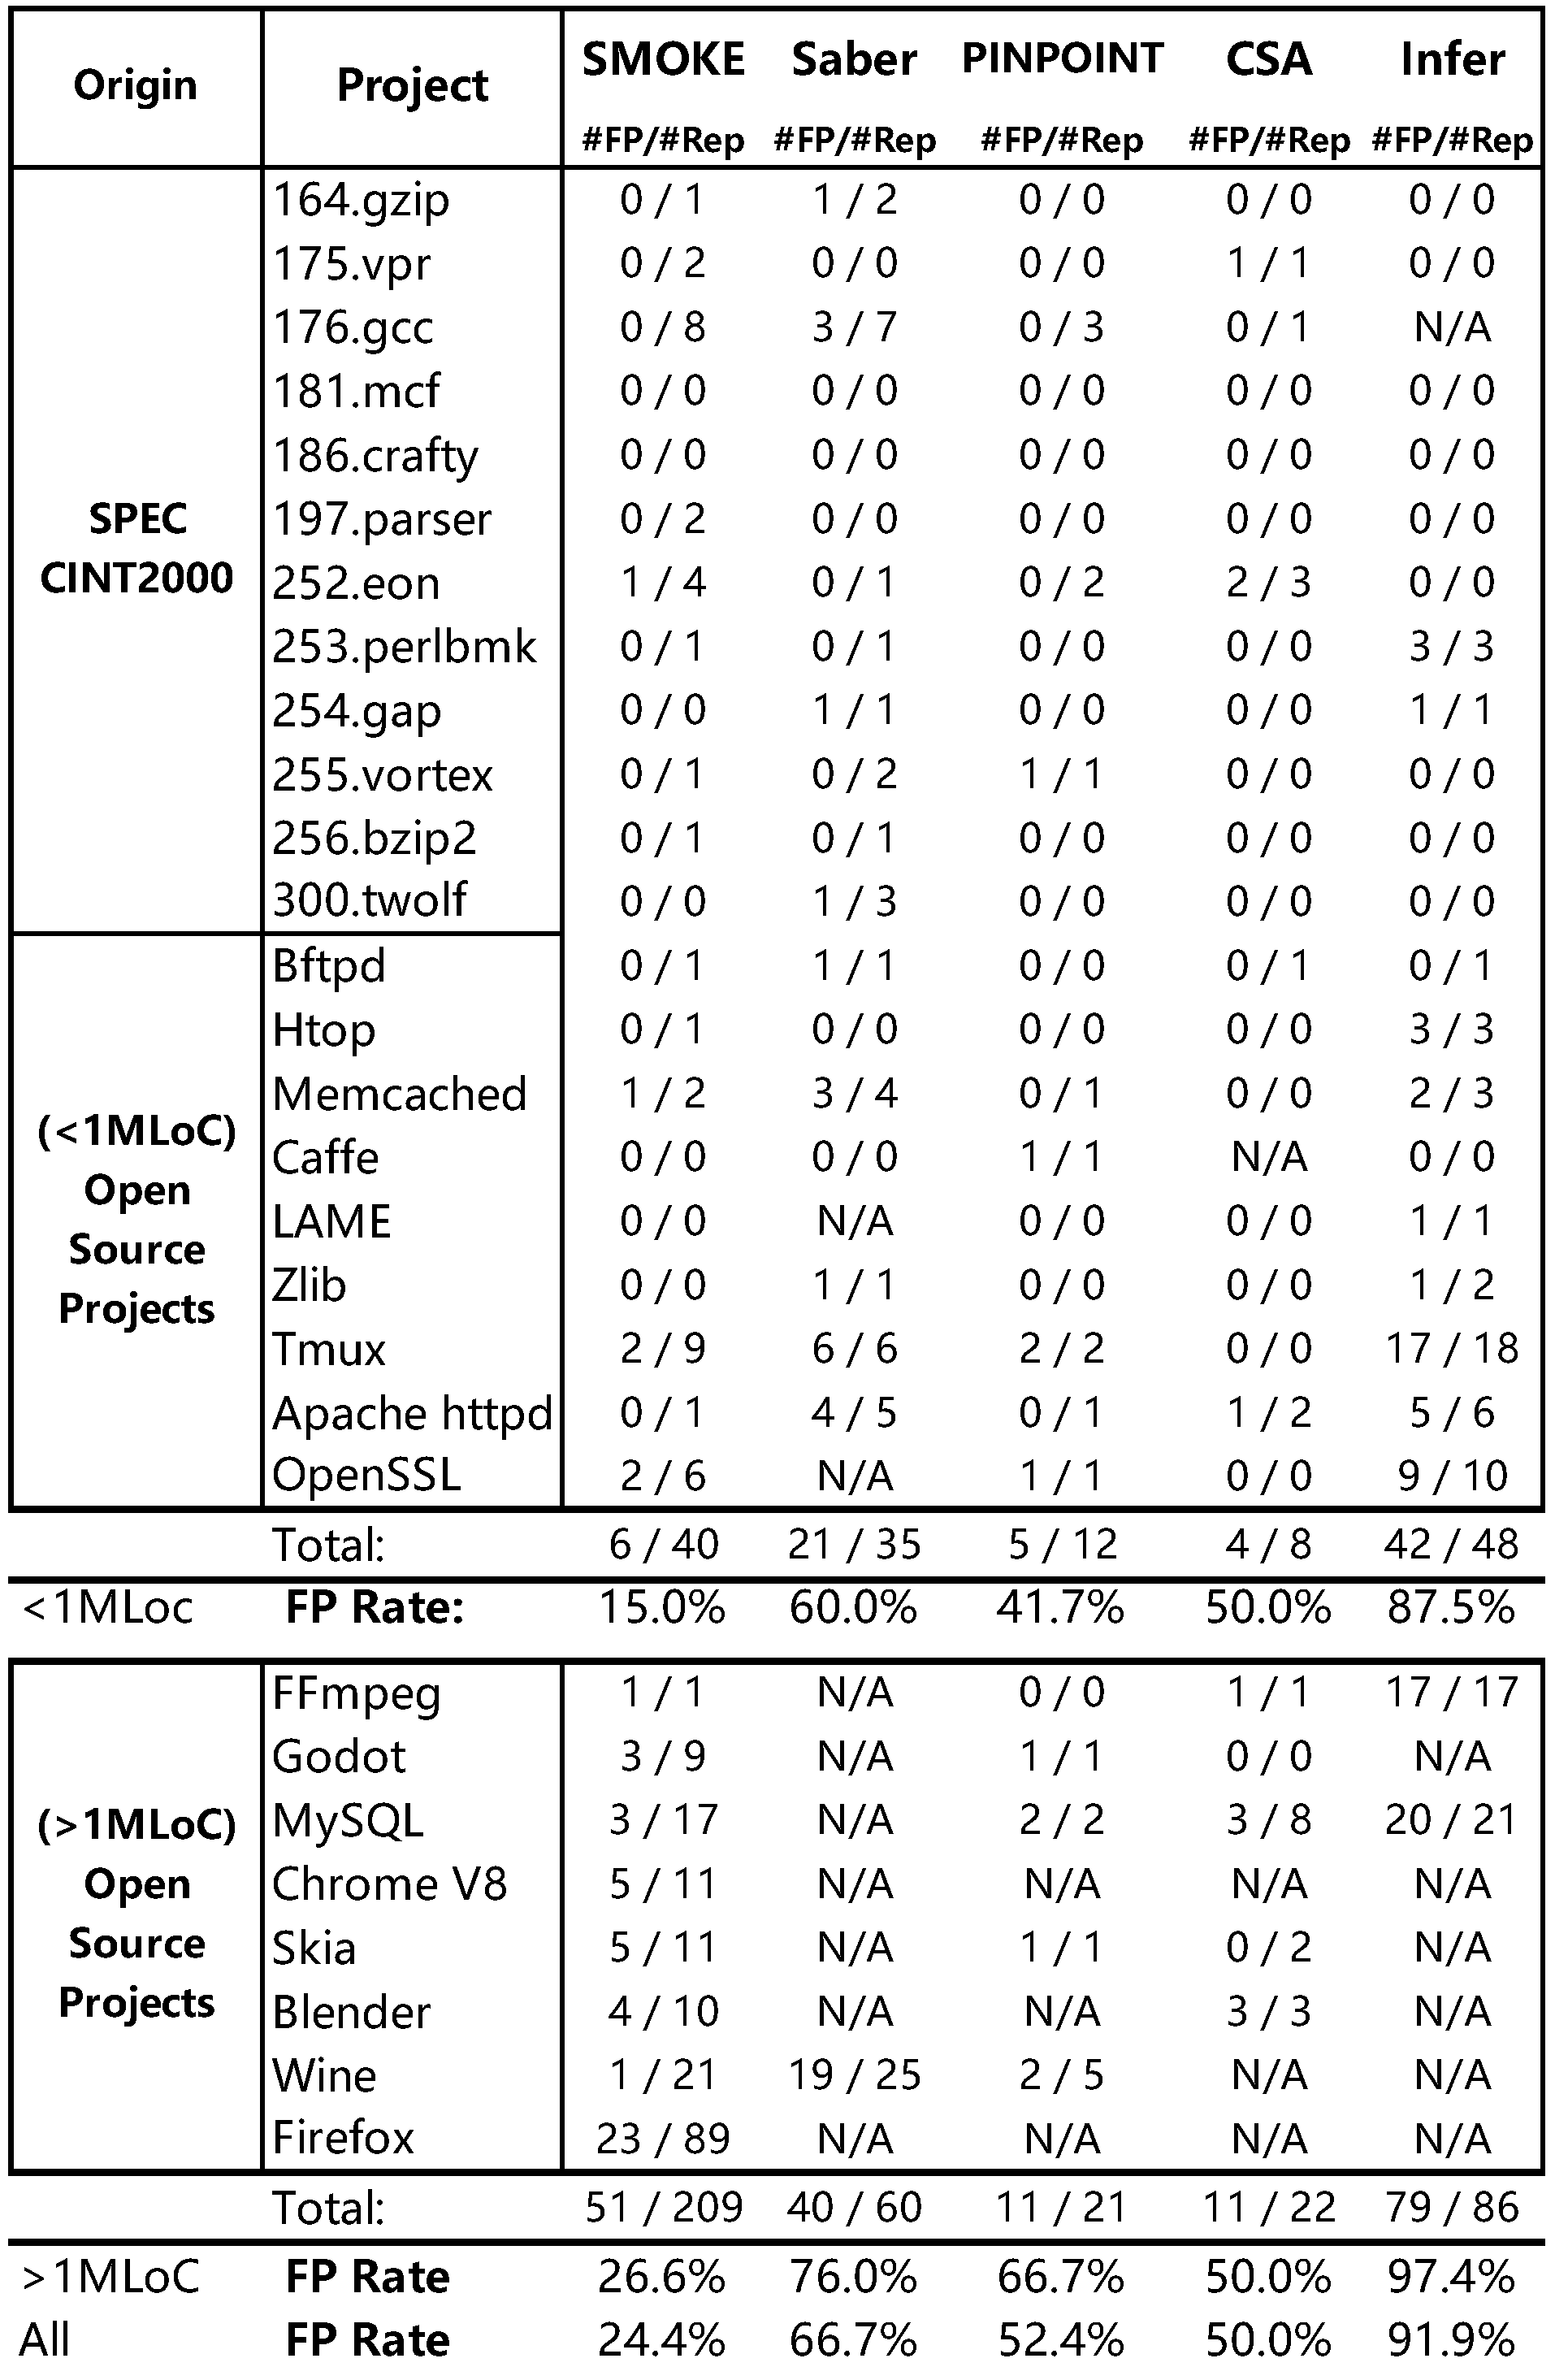 Origin Project SMOKE Saber PINPOINT CSA Infer
#FP/#Rep #FP/#Rep #FP/#Rep #FP/#Rep #FP/#Rep
SPEC
CINT2000
164.gzip 0 / 1 1 / 2 0 / 0 0 / 0 0 / 0
175.vpr 0 / 2 0 / 0 0 / 0 1 / 1 0 / 0
176.gcc 0 / 8 3 / 7 0 / 3 0 / 1 N/A
181.mcf 0 / 0 0 / 0 0 / 0 0 / 0 0 / 0
186.crafty 0 / 0 0 / 0 0 / 0 0 / 0 0 / 0
197.parser 0 / 2 0 / 0 0 / 0 0 / 0 0 / 0
252.eon 1 / 4 0 / 1 0 / 2 2 / 3 0 / 0
253.perlbmk 0 / 1 0 / 1 0 / 0 0 / 0 3 / 3
254.gap 0 / 0 1 / 1 0 / 0 0 / 0 1 / 1
255.vortex 0 / 1 0 / 2 1 / 1 0 / 0 0 / 0
256.bzip2 0 / 1 0 / 1 0 / 0 0 / 0 0 / 0
300.twolf 0 / 0 1 / 3 0 / 0 0 / 0 0 / 0
(<1MLoC)
Open
Source
Projects
Bftpd 0 / 1 1 / 1 0 / 0 0 / 1 0 / 1
Htop 0 / 1 0 / 0 0 / 0 0 / 0 3 / 3
Memcached 1 / 2 3 / 4 0 / 1 0 / 0 2 / 3
Caffe 0 / 0 0 / 0 1 / 1 N/A 0 / 0
LAME 0 / 0 N/A 0 / 0 0 / 0 1 / 1
Zlib 0 / 0 1 / 1 0 / 0 0 / 0 1 / 2
Tmux 2 / 9 6 / 6 2 / 2 0 / 0 17 / 18
Apache httpd 0 / 1 4 / 5 0 / 1 1 / 2 5 / 6
OpenSSL 2 / 6 N/A 1 / 1 0 / 0 9 / 10
Total: 6 / 40 21 / 35 5 / 12 4 / 8 42 / 48
<1MLoc FP Rate: 15.0% 60.0% 41.7% 50.0% 87.5%
(>1MLoC)
Open
Source
Projects
FFmpeg 1 / 1 N/A 0 / 0 1 / 1 17 / 17
Godot 3 / 9 N/A 1 / 1 0 / 0 N/A
MySQL 3 / 17 N/A 2 / 2 3 / 8 20 / 21
Chrome V8 5 / 11 N/A N/A N/A N/A
Skia 5 / 11 N/A 1 / 1 0 / 2 N/A
Blender 4 / 10 N/A N/A 3 / 3 N/A
Wine 1 / 21 19 / 25 2 / 5 N/A N/A
Firefox 23 / 89 N/A N/A N/A N/A
Total: 51 / 209 40 / 60 11 / 21 11 / 22 79 / 86
>1MLoC FP Rate 26.6% 76.0% 66.7% 50.0% 97.4%
All FP Rate 24.4% 66.7% 52.4% 50.0% 91.9%